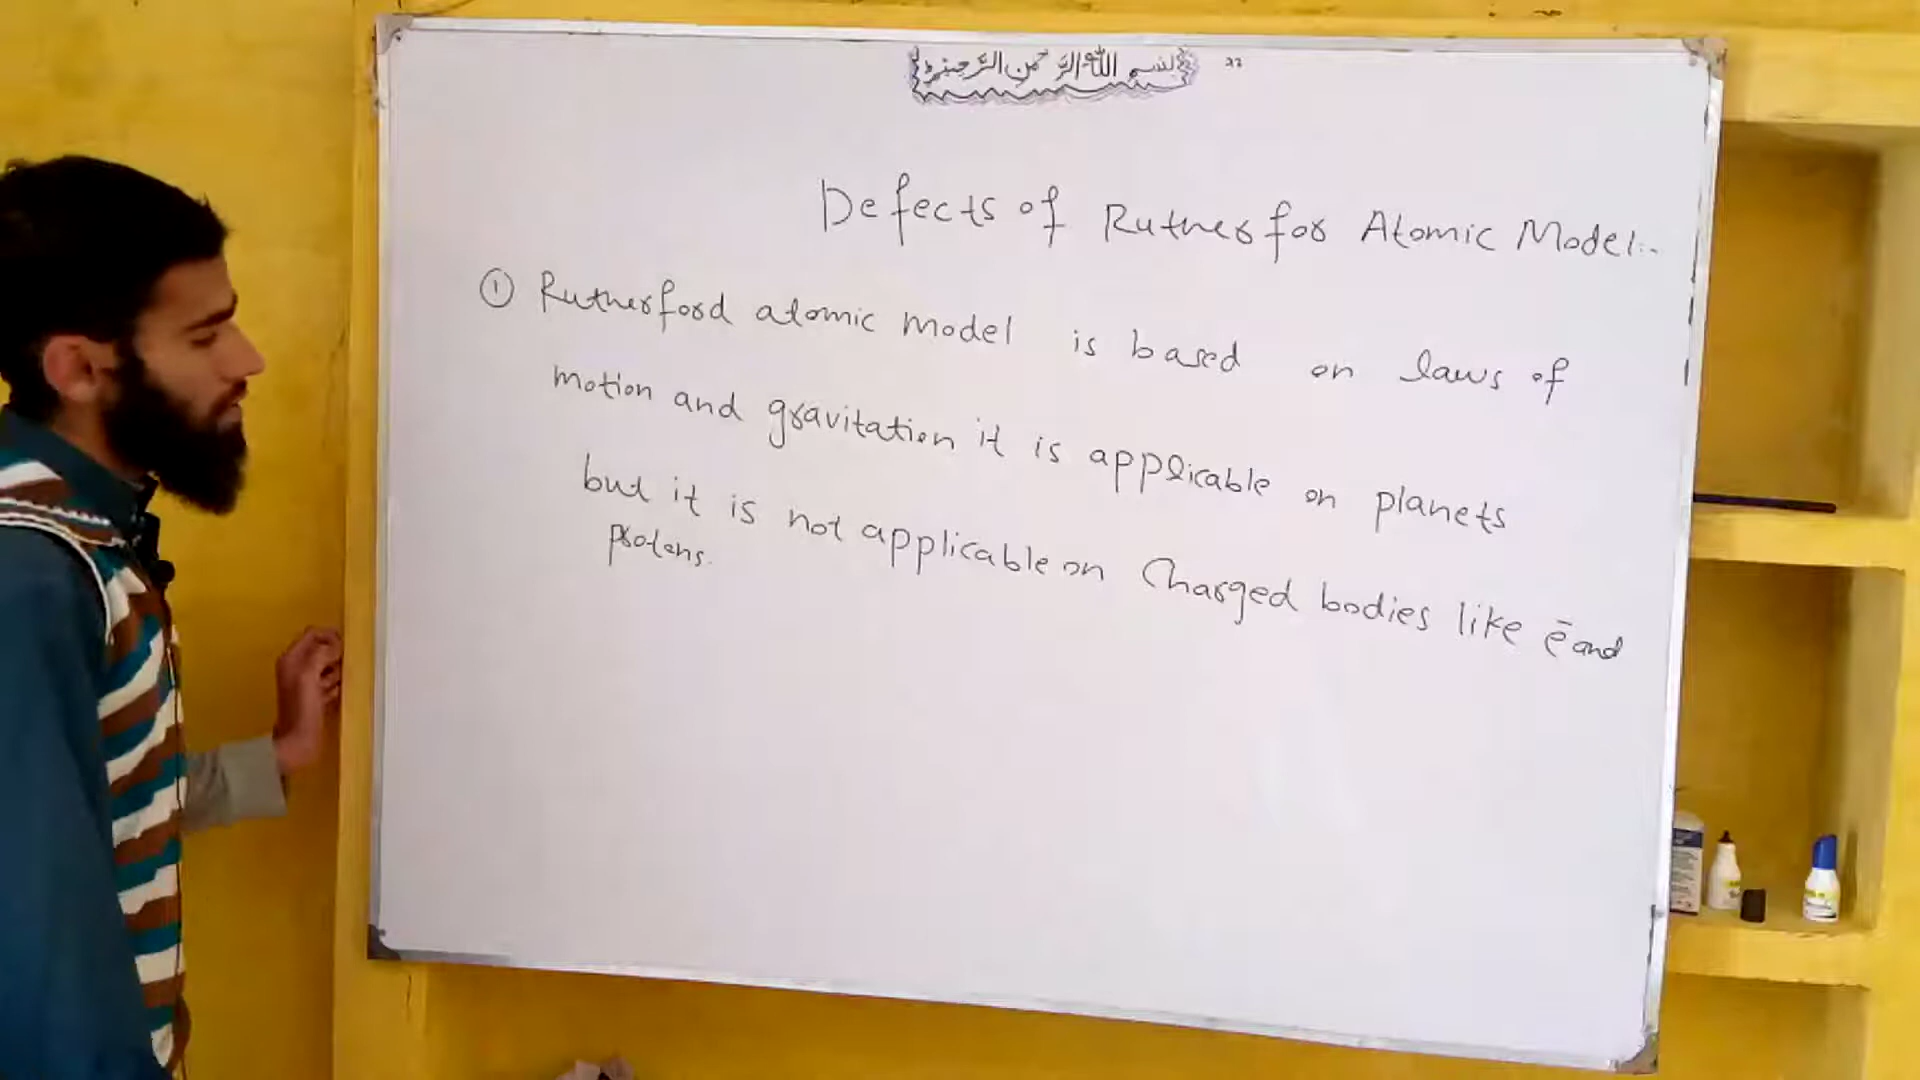 بسم الله الرحمن الرحيم
Defects of Rutherfor Atomic Model:-
① Rutherford atomic model is based on laws of
motion and gravitation it is applicable on planets
but it is not applicable on Charged bodies like ē and
protons.